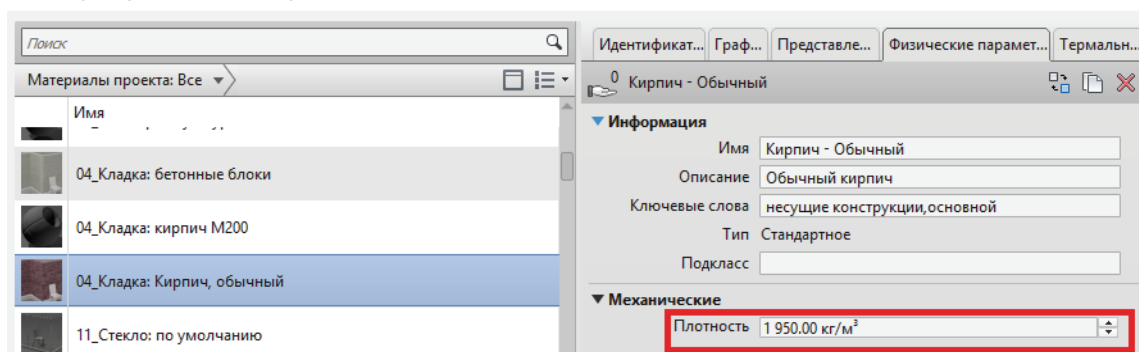 Поиск
Материалы проекта: Все
Имя
04_Кладка: бетонные блоки
04_Кладка: кирпич М200
04_Кладка: Кирпич, обычный
11_Стекло: по умолчанию
Идентификат... Граф... Представле... Физические парамет... Термальн...
0 Кирпич - Обычный
Информация
Имя Кирпич - Обычный
Описание Обычный кирпич
Ключевые слова несущие конструкции,основной
Тип Стандартное
Подкласс
Механические
Плотность 1 950.00 кг/м³